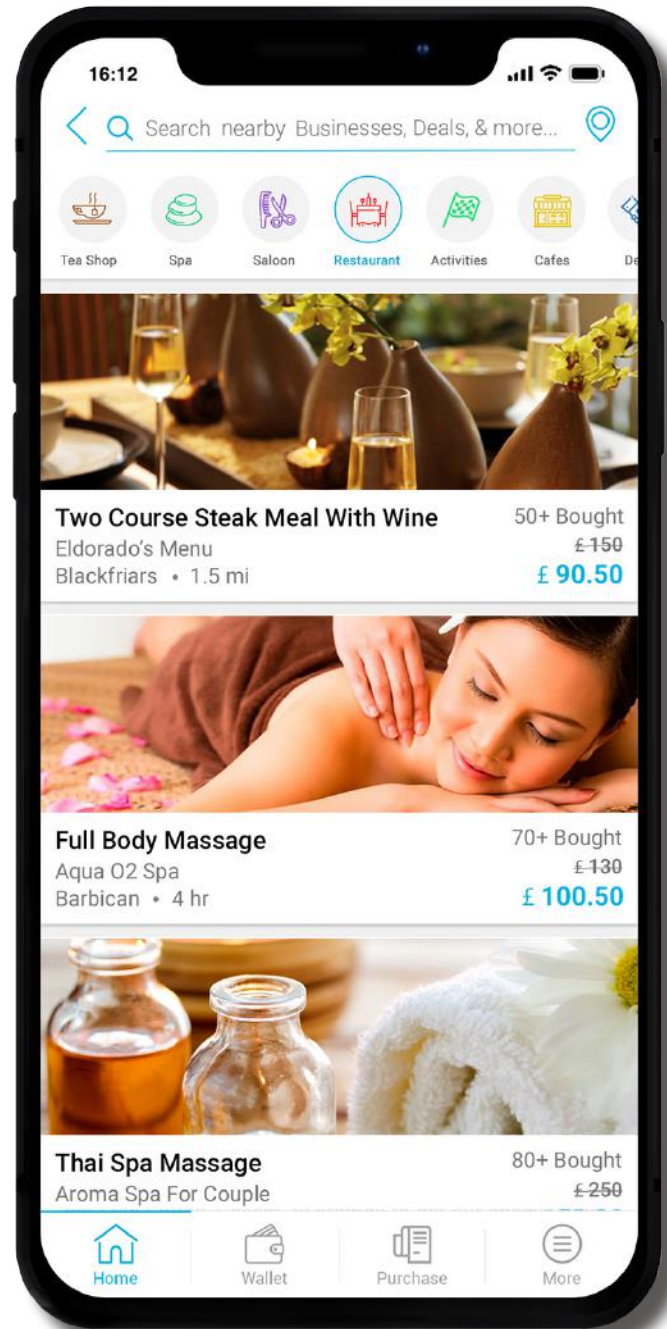 16:12
Search nearby Businesses, Deals, & more...
Tea Shop Spa Saloon Restaurant Activities Cafes
Two Course Steak Meal With Wine 50+ Bought
Eldorado's Menu £150
Blackfriars • 1.5 mi £ 90.50
Full Body Massage 70+ Bought
Aqua O2 Spa £130
Barbican • 4 hr £ 100.50
Thai Spa Massage 80+ Bought
Aroma Spa For Couple £250
Home Wallet Purchase More